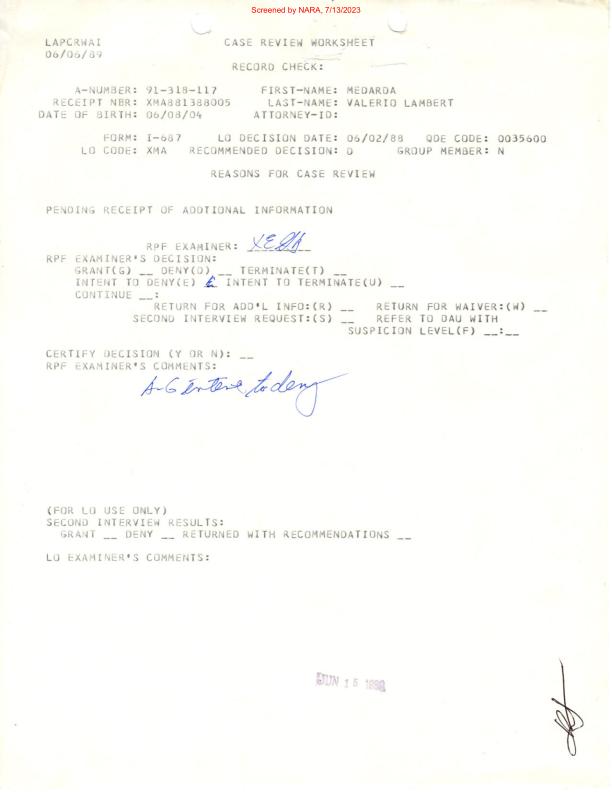 Screened by NARA, 7/13/2023
LAPCRWAI CASE REVIEW WORKSHEET
06/06/89
RECORD CHECK:
A-NUMBER: 91-318-117 FIRST-NAME: MEDARDA
RECEIPT NBR: XMA881388005 LAST-NAME: VALERIO LAMBERT
DATE OF BIRTH: 06/08/04 ATTORNEY-ID:
FORM: I-687 LO DECISION DATE: 06/02/88 QDE CODE: 0035600
LO CODE: XMA RECOMMENDED DECISION: D GROUP MEMBER: N
REASONS FOR CASE REVIEW
PENDING RECEIPT OF ADDTIONAL INFORMATION
RPF EXAMINER:
RPF EXAMINER'S DECISION:
GRANT(G) __ DENY(D) __ TERMINATE(T) __
INTENT TO DENY(E) E INTENT TO TERMINATE(U) __
CONTINUE __:
RETURN FOR ADD'L INFO:(R) __ RETURN FOR WAIVER:(W) __
SECOND INTERVIEW REQUEST:(S) __ REFER TO DAU WITH
SUSPICION LEVEL(F) __:__
CERTIFY DECISION (Y OR N): __
RPF EXAMINER'S COMMENTS:
A-6 to deny
(FOR LO USE ONLY)
SECOND INTERVIEW RESULTS:
GRANT __ DENY __ RETURNED WITH RECOMMENDATIONS __
LO EXAMINER'S COMMENTS:
JUN 15